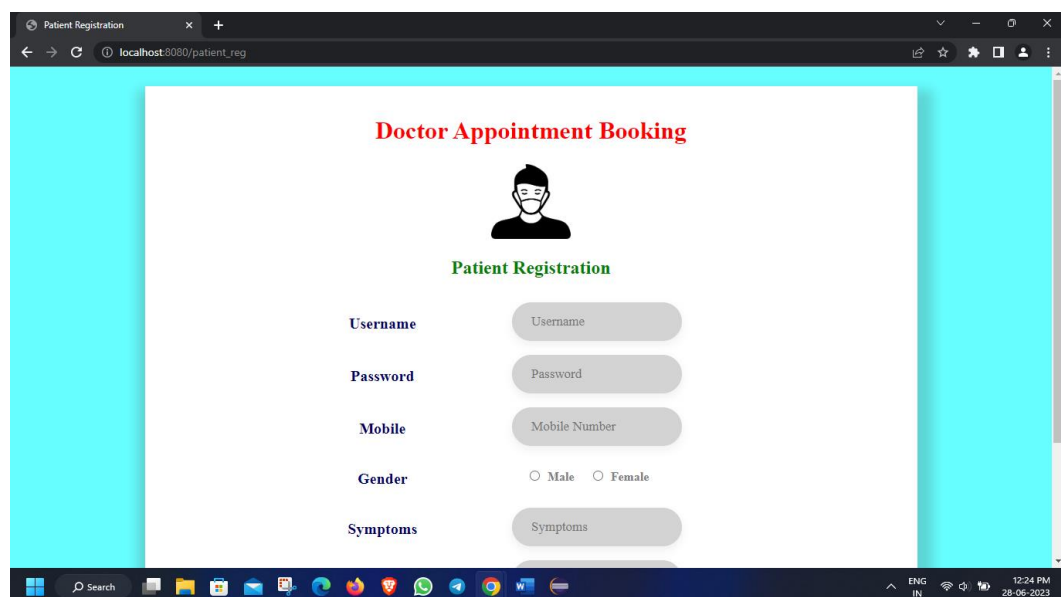 Patient Registration
localhost:8080/patient_reg
Doctor Appointment Booking
Patient Registration
Username Username
Password Password
Mobile Mobile Number
Gender Male Female
Symptoms Symptoms
Search
ENG
IN
12:24 PM
28-06-2023